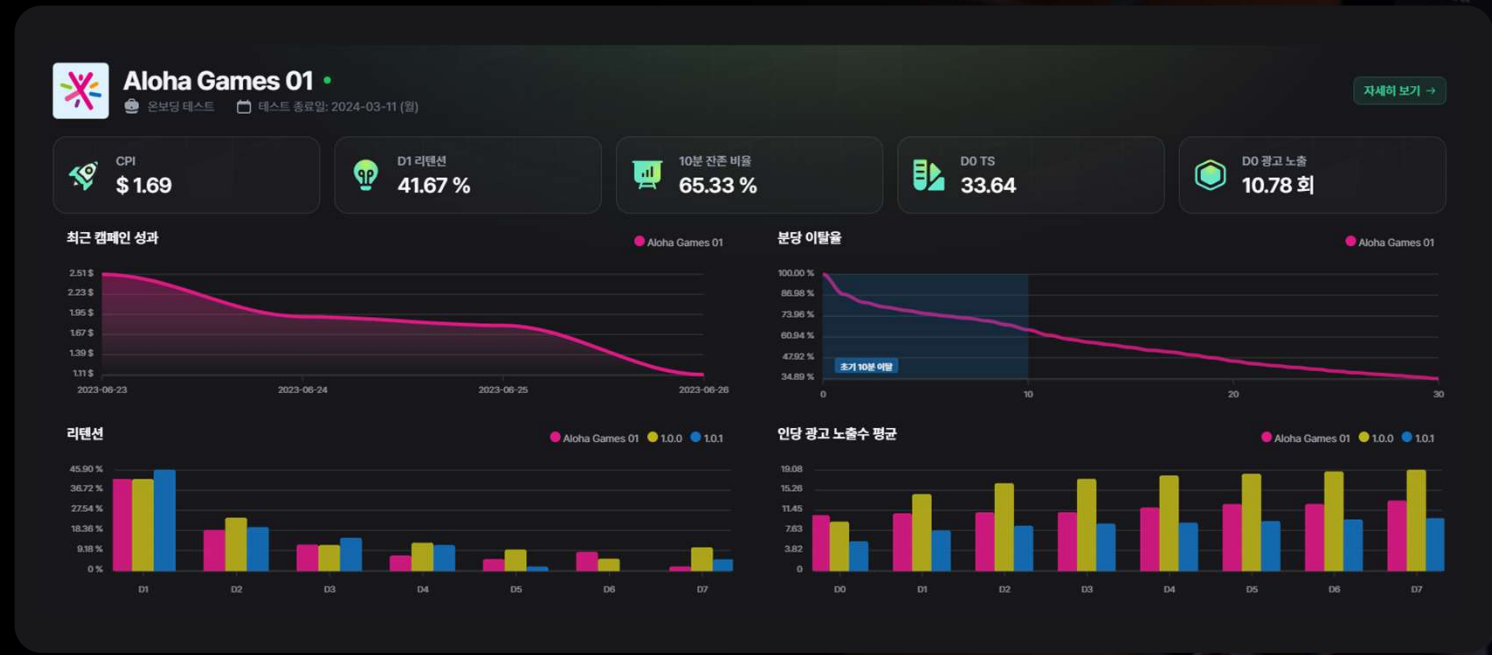 Aloha Games 01
온보딩 테스트 테스트 종료일: 2024-03-11 (월)
자세히 보기 →
CPI
$ 1.69
D1 리텐션
41.67 %
10분 잔존 비율
65.33 %
D0 TS
33.64
D0 광고 노출
10.78 회
최근 캠페인 성과
Aloha Games 01
2.51 $
2.23 $
1.95 $
1.67 $
1.39 $
1.11 $
2023-06-23 2023-06-24 2023-06-25 2023-06-26
분당 이탈율
Aloha Games 01
100.00 %
86.98 %
73.96 %
60.94 %
47.92 %
34.89 %
초기 10분 이탈
0 10 20 30
리텐션
Aloha Games 01 1.0.0 1.0.1
45.90 %
36.72 %
27.54 %
18.36 %
9.18 %
0 %
D1 D2 D3 D4 D5 D6 D7
인당 광고 노출수 평균
Aloha Games 01 1.0.0 1.0.1
19.08
15.26
11.45
7.63
3.82
0
D0 D1 D2 D3 D4 D5 D6 D7